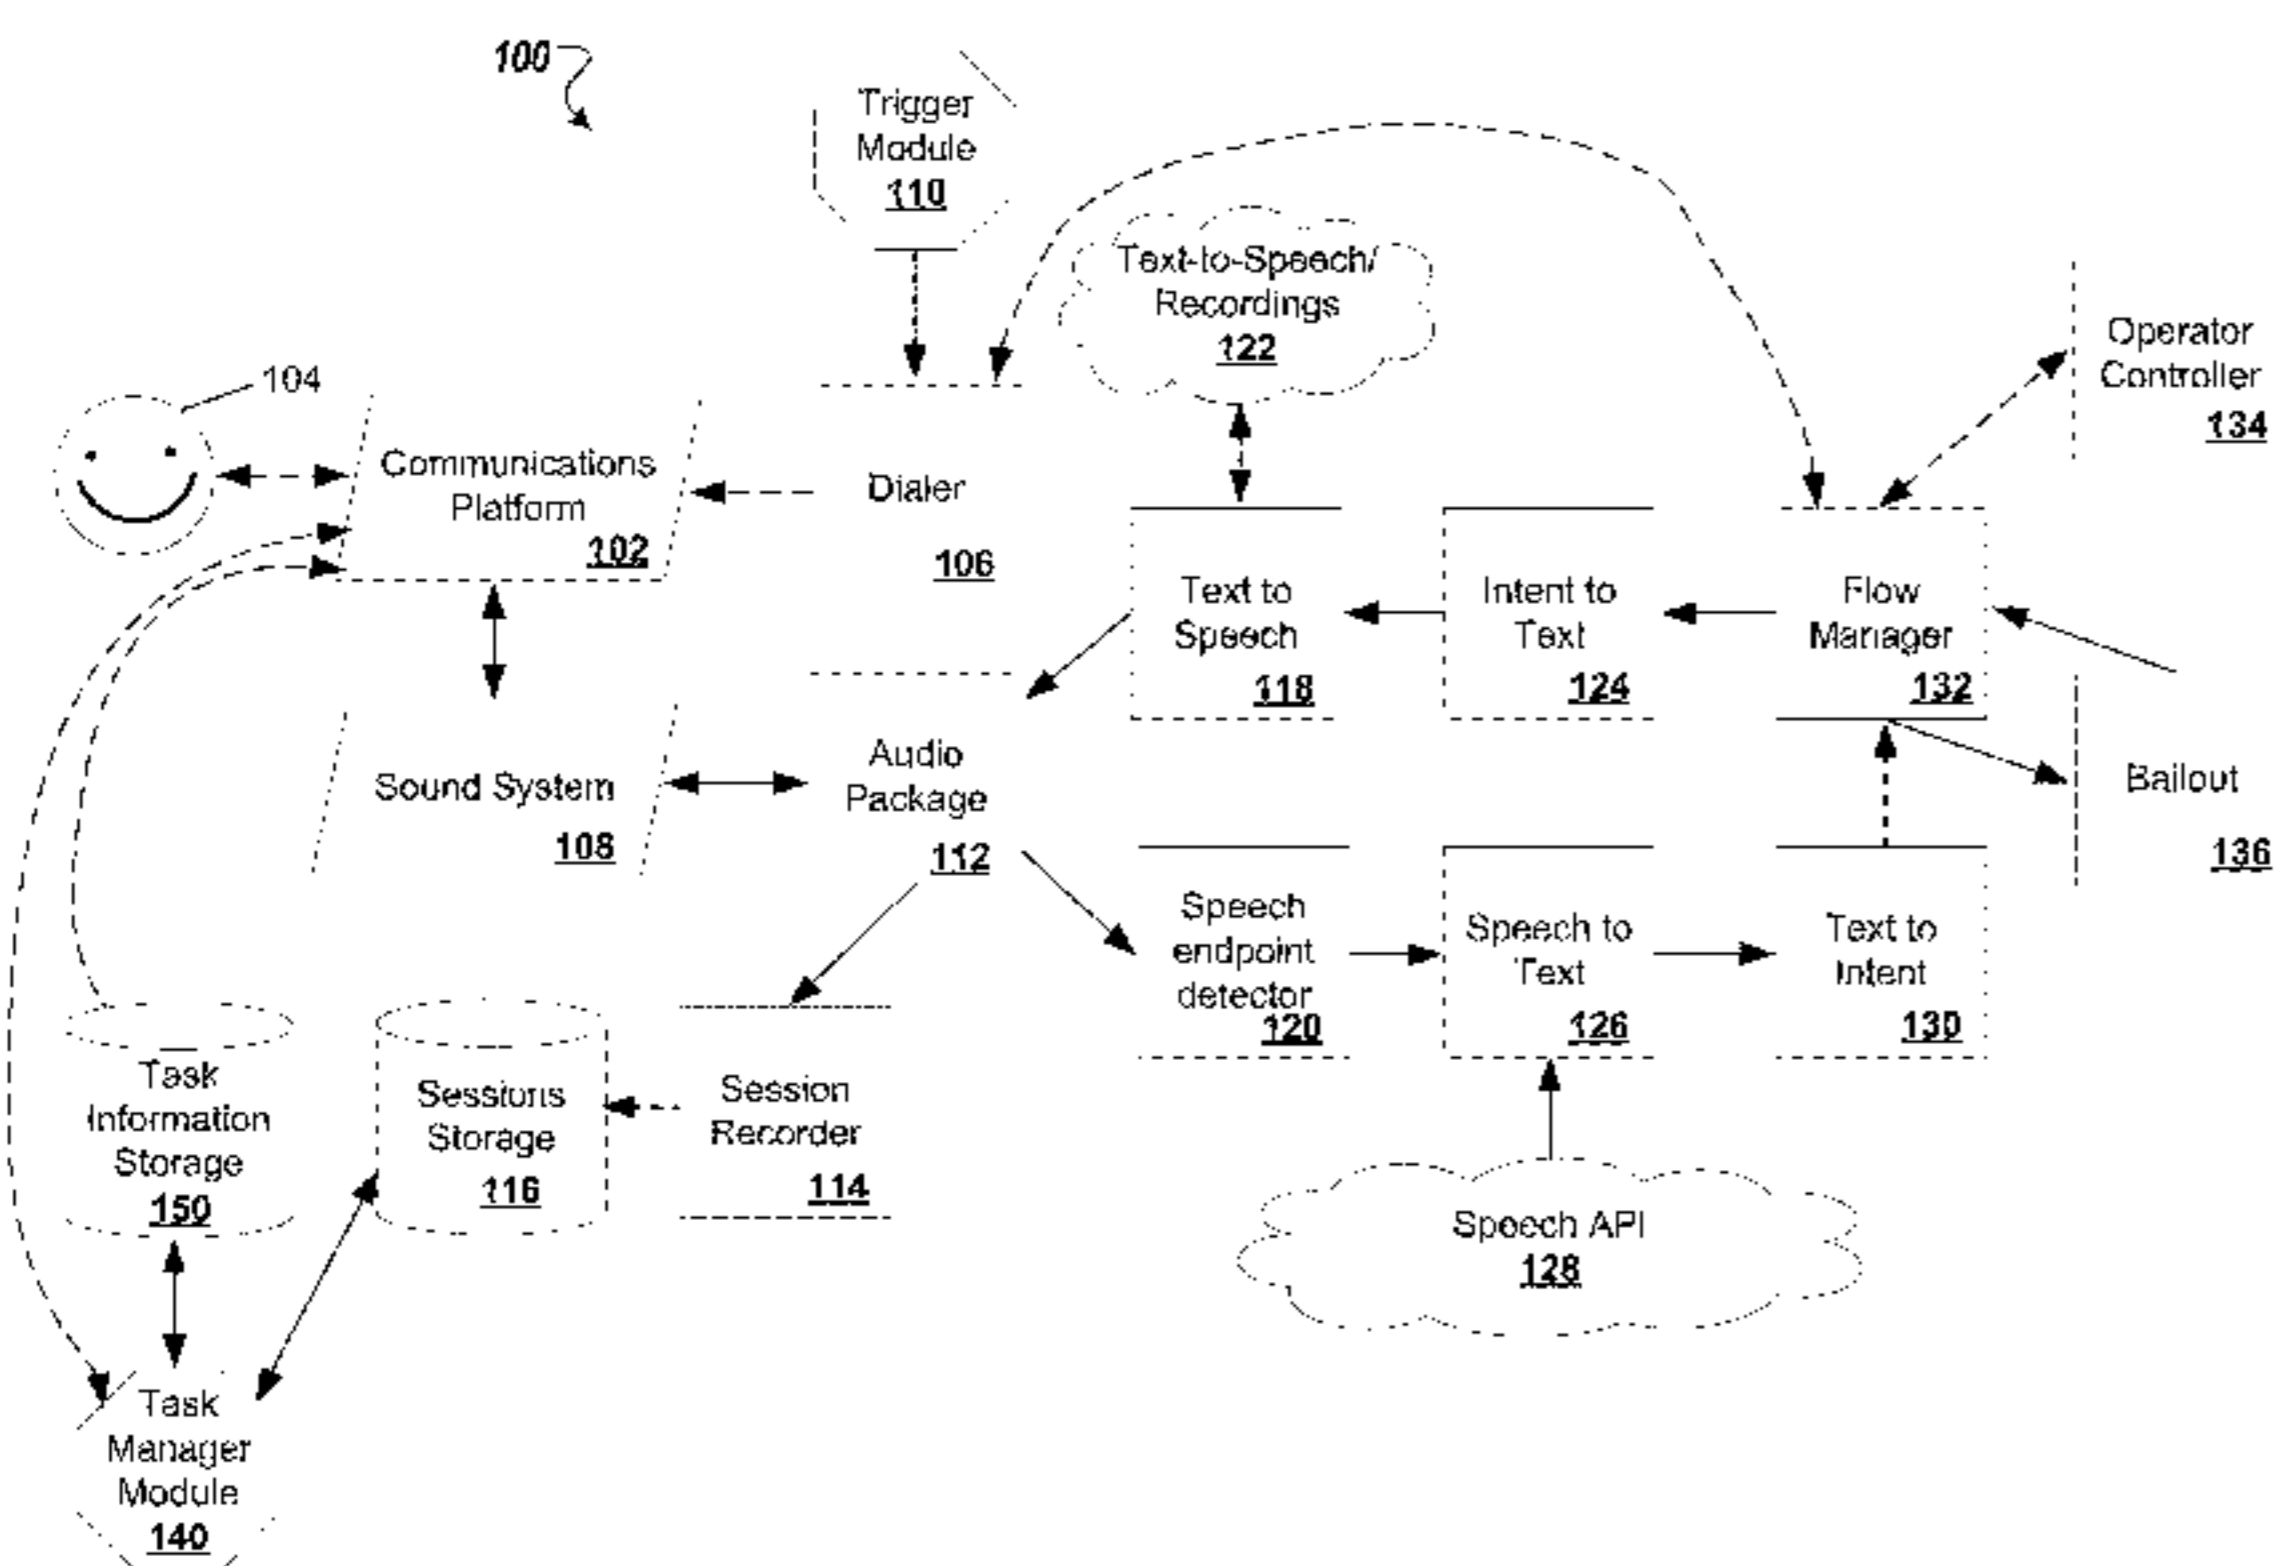 100
Trigger
Module
110
Text-to-Speech/
Recordings
122
Operator
Controller
134
104
Communications
Platform
102
Dialer
106
Text to
Speech
118
Intent to
Text
124
Flow
Manager
132
Sound System
108
Audio
Package
112
Bailout
136
Speech
endpoint
detector
120
Speech to
Text
126
Text to
Intent
130
Task
Information
Storage
150
Sessions
Storage
116
Session
Recorder
114
Speech API
128
Task
Manager
Module
140